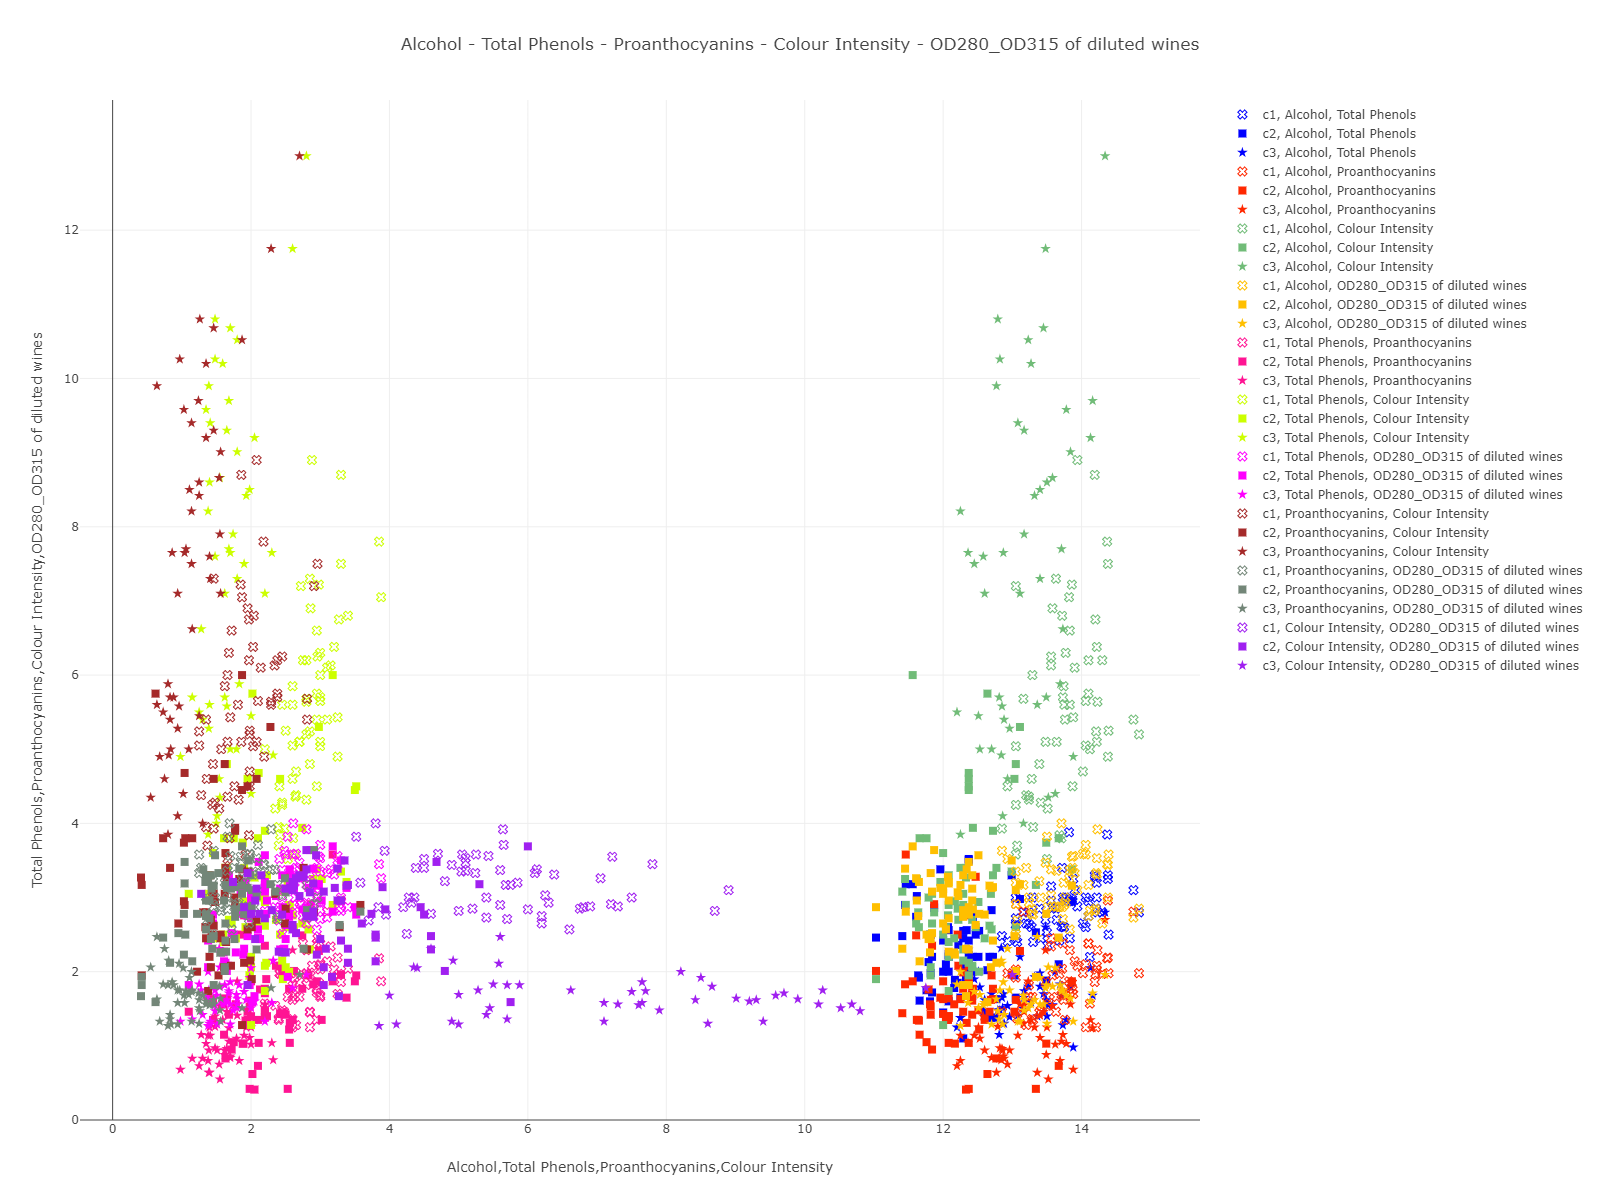 Alcohol - Total Phenols - Proanthocyanins - Colour Intensity - OD280_OD315 of diluted wines
Total Phenols,Proanthocyanins,Colour Intensity,OD280_OD315 of diluted wines
12
10
8
6
4
2
0
0 2 4 6 8 10 12 14
Alcohol,Total Phenols,Proanthocyanins,Colour Intensity
c1, Alcohol, Total Phenols
c2, Alcohol, Total Phenols
c3, Alcohol, Total Phenols
c1, Alcohol, Proanthocyanins
c2, Alcohol, Proanthocyanins
c3, Alcohol, Proanthocyanins
c1, Alcohol, Colour Intensity
c2, Alcohol, Colour Intensity
c3, Alcohol, Colour Intensity
c1, Alcohol, OD280_OD315 of diluted wines
c2, Alcohol, OD280_OD315 of diluted wines
c3, Alcohol, OD280_OD315 of diluted wines
c1, Total Phenols, Proanthocyanins
c2, Total Phenols, Proanthocyanins
c3, Total Phenols, Proanthocyanins
c1, Total Phenols, Colour Intensity
c2, Total Phenols, Colour Intensity
c3, Total Phenols, Colour Intensity
c1, Total Phenols, OD280_OD315 of diluted wines
c2, Total Phenols, OD280_OD315 of diluted wines
c3, Total Phenols, OD280_OD315 of diluted wines
c1, Proanthocyanins, Colour Intensity
c2, Proanthocyanins, Colour Intensity
c3, Proanthocyanins, Colour Intensity
c1, Proanthocyanins, OD280_OD315 of diluted wines
c2, Proanthocyanins, OD280_OD315 of diluted wines
c3, Proanthocyanins, OD280_OD315 of diluted wines
c1, Colour Intensity, OD280_OD315 of diluted wines
c2, Colour Intensity, OD280_OD315 of diluted wines
c3, Colour Intensity, OD280_OD315 of diluted wines